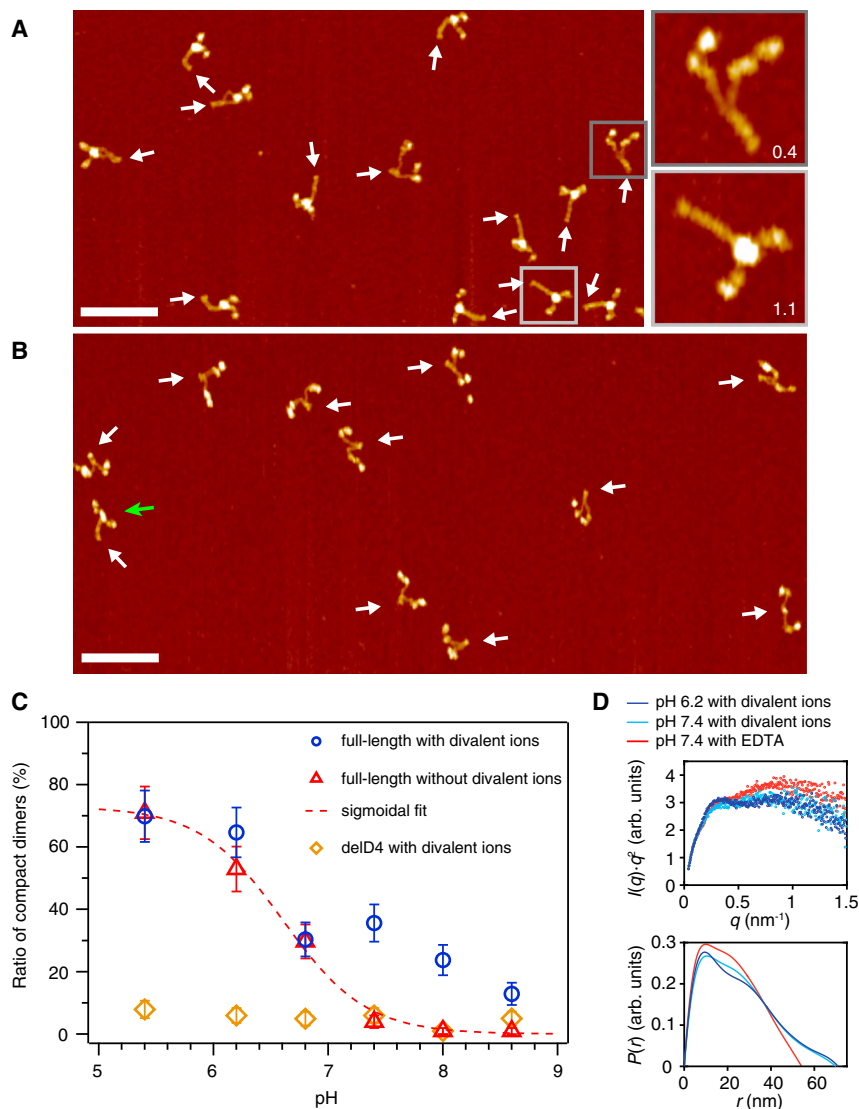 A
0.4
1.1
B
C
Ratio of compact dimers (%)
100
80
60
40
20
0
full-length with divalent ions
full-length without divalent ions
sigmoidal fit
delD4 with divalent ions
5 6 7 8 9
pH
D
pH 6.2 with divalent ions
pH 7.4 with divalent ions
pH 7.4 with EDTA
I(q)·q² (arb. units)
4
3
2
1
0
0 0.5 1 1.5
q (nm⁻¹)
P(r) (arb. units)
0.3
0.2
0.1
0
0 20 40 60
r (nm)